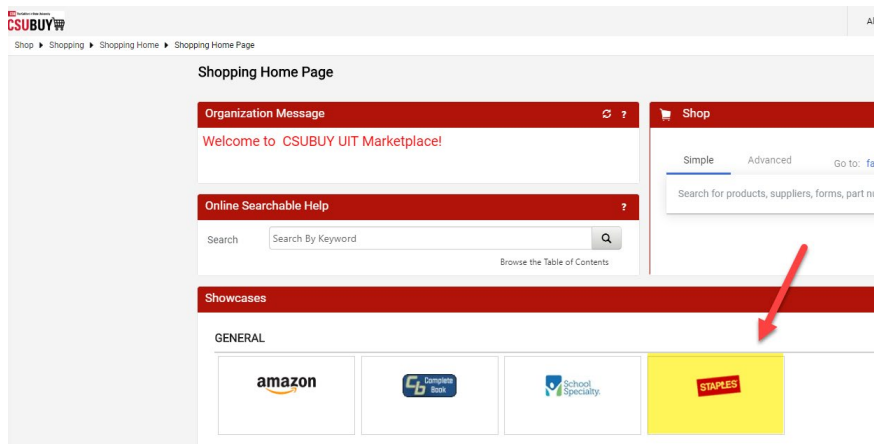 CSUBUY
Al
Shop ▶ Shopping ▶ Shopping Home ▶ Shopping Home Page
Shopping Home Page
Organization Message ?
Welcome to CSUBUY UIT Marketplace!
Online Searchable Help ?
Search Search By Keyword
Browse the Table of Contents
Shop
Simple Advanced Go to: fa
Search for products, suppliers, forms, part nu
Showcases
GENERAL
amazon
Cb Complete
Book
School
Specialty.
STAPLES